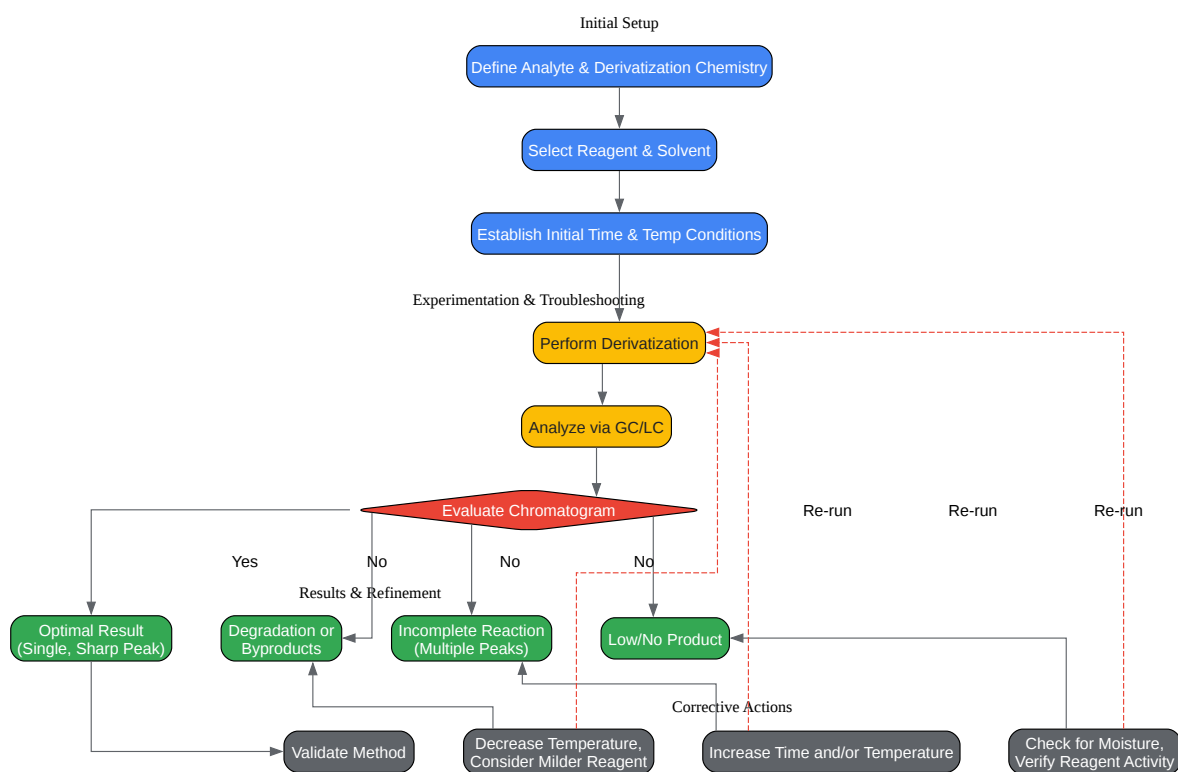 Initial Setup
Define Analyte & Derivatization Chemistry
Select Reagent & Solvent
Establish Initial Time & Temp Conditions
Experimentation & Troubleshooting
Perform Derivatization
Analyze via GC/LC
Evaluate Chromatogram
Re-run
Re-run
Re-run
Yes
No
No
No
Results & Refinement
Optimal Result
(Single, Sharp Peak)
Degradation or
Byproducts
Incomplete Reaction
(Multiple Peaks)
Low/No Product
Corrective Actions
Validate Method
Decrease Temperature,
Consider Milder Reagent
Increase Time and/or Temperature
Check for Moisture,
Verify Reagent Activity